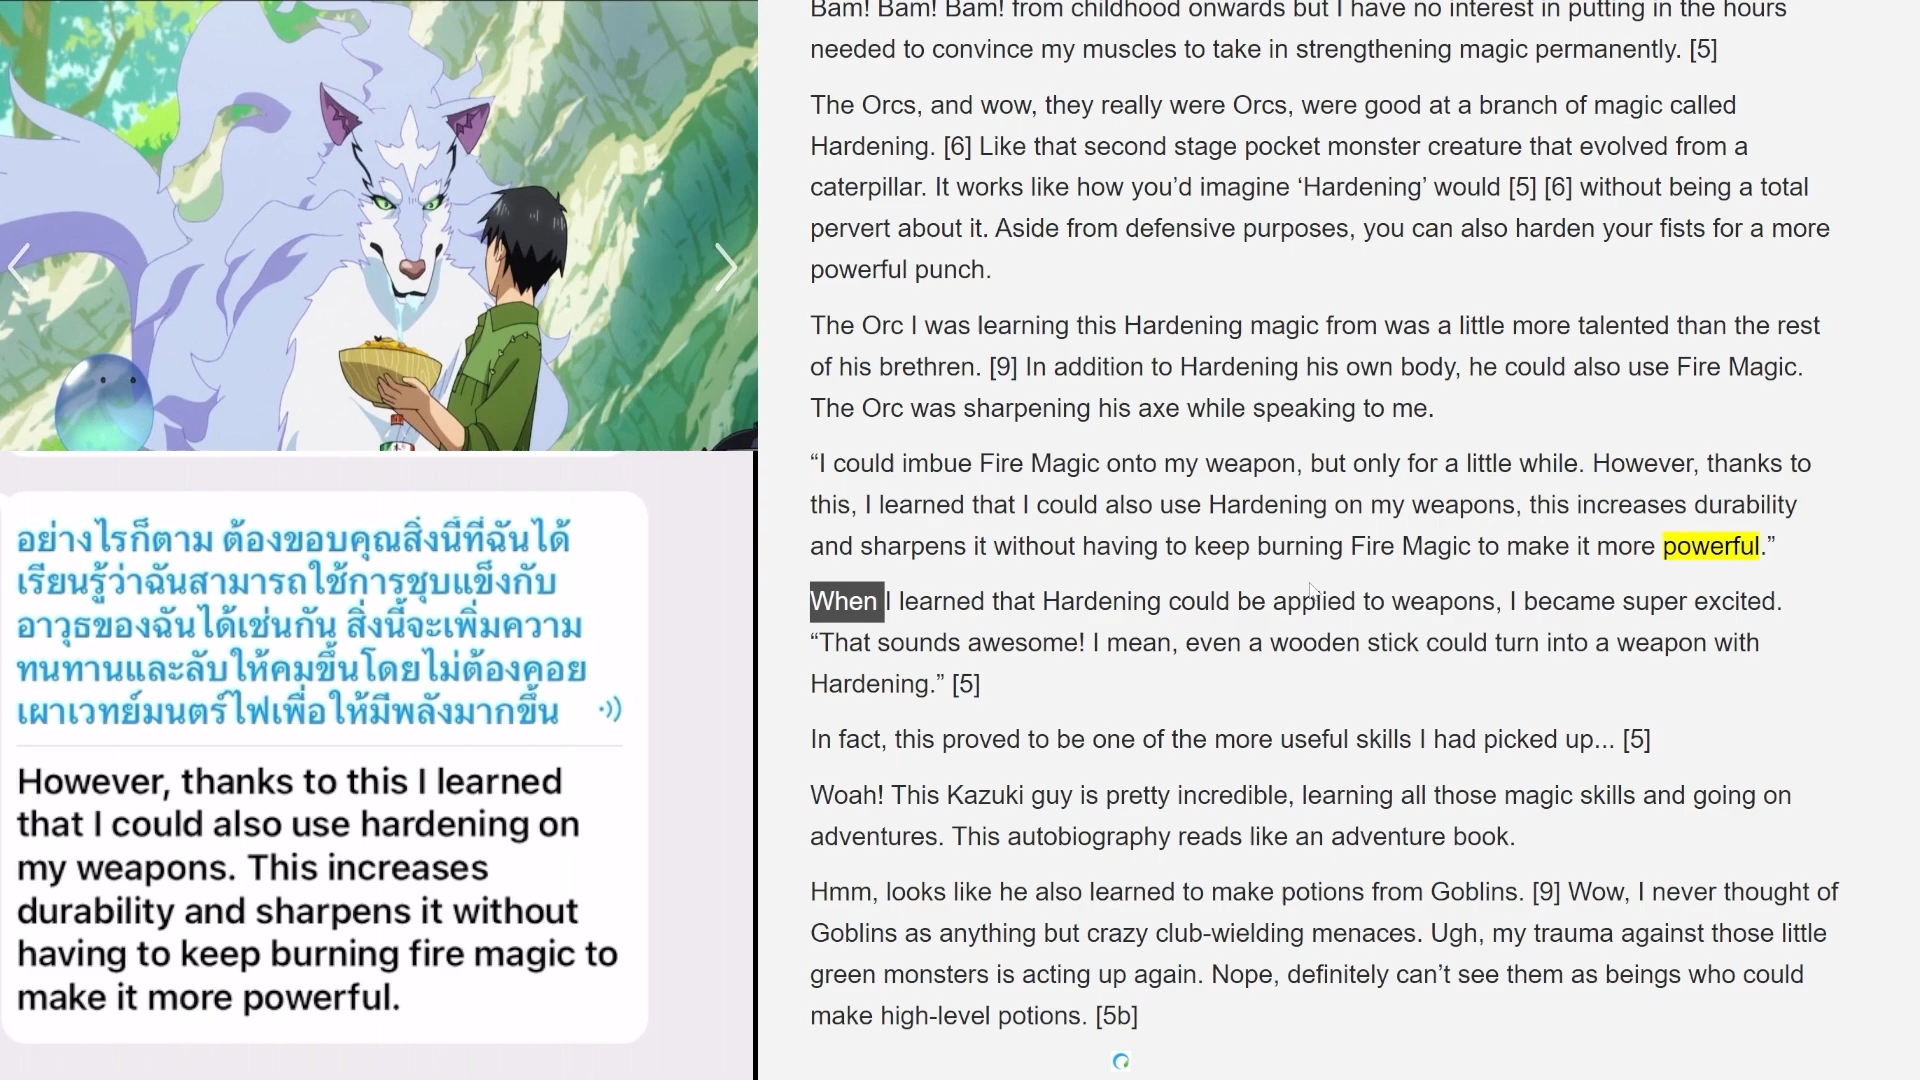 อย่างไรก็ตาม ต้องขอบคุณสิ่งนี้ที่ฉันได้
เรียนรู้ว่าฉันสามารถใช้การชุบแข็งกับ
อาวุธของฉันได้เช่นกัน สิ่งนี้จะเพิ่มความ
ทนทานและลับให้คมขึ้นโดยไม่ต้องคอย
เผาเวทย์มนตร์ไฟเพื่อให้มีพลังมากขึ้น
However, thanks to this I learned
that I could also use hardening on
my weapons. This increases
durability and sharpens it without
having to keep burning fire magic to
make it more powerful.
Bam! Bam! Bam! from childhood onwards but I have no interest in putting in the hours
needed to convince my muscles to take in strengthening magic permanently. [5]
The Orcs, and wow, they really were Orcs, were good at a branch of magic called
Hardening. [6] Like that second stage pocket monster creature that evolved from a
caterpillar. It works like how you’d imagine ‘Hardening’ would [5] [6] without being a total
pervert about it. Aside from defensive purposes, you can also harden your fists for a more
powerful punch.
The Orc I was learning this Hardening magic from was a little more talented than the rest
of his brethren. [9] In addition to Hardening his own body, he could also use Fire Magic.
The Orc was sharpening his axe while speaking to me.
“I could imbue Fire Magic onto my weapon, but only for a little while. However, thanks to
this, I learned that I could also use Hardening on my weapons, this increases durability
and sharpens it without having to keep burning Fire Magic to make it more powerful.”
When I learned that Hardening could be applied to weapons, I became super excited.
“That sounds awesome! I mean, even a wooden stick could turn into a weapon with
Hardening.” [5]
In fact, this proved to be one of the more useful skills I had picked up... [5]
Woah! This Kazuki guy is pretty incredible, learning all those magic skills and going on
adventures. This autobiography reads like an adventure book.
Hmm, looks like he also learned to make potions from Goblins. [9] Wow, I never thought of
Goblins as anything but crazy club-wielding menaces. Ugh, my trauma against those little
green monsters is acting up again. Nope, definitely can’t see them as beings who could
make high-level potions. [5b]